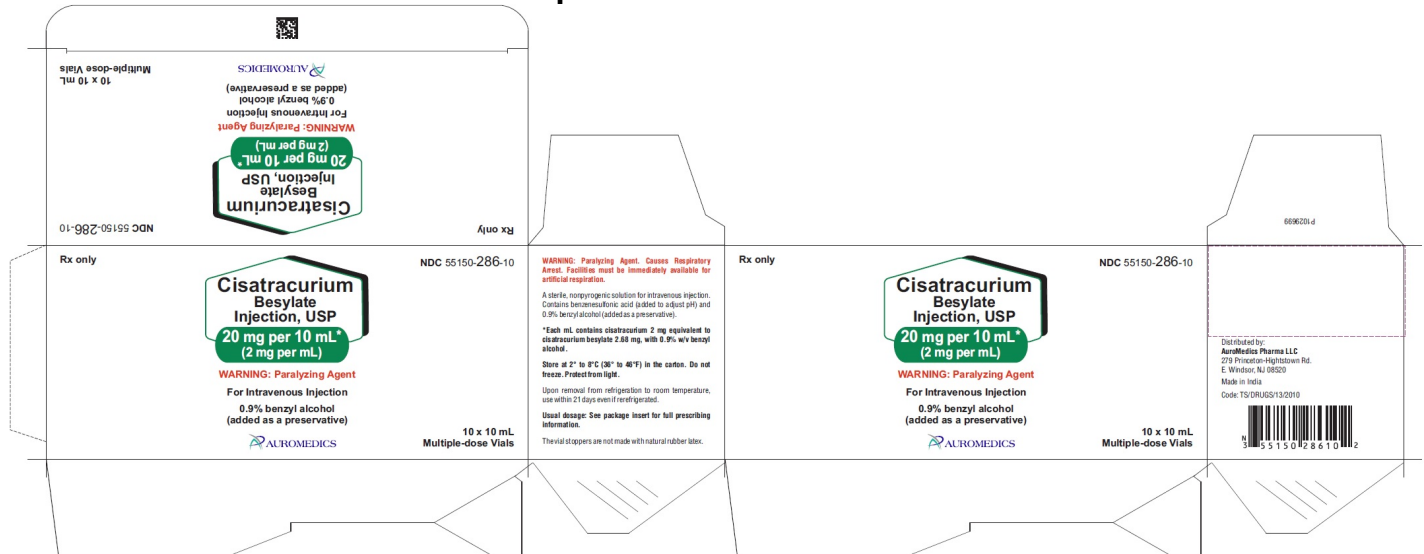 AUROMEDICS
10 x 10 mL
Multiple-dose Vials
Cisatracurium
Besylate
Injection, USP
20 mg per 10 mL*
(2 mg per mL)
WARNING: Paralyzing Agent
For Intravenous Injection
0.9% benzyl alcohol
(added as a preservative)
NDC 55150-286-10
Rx only
Rx only
NDC 55150-286-10
Cisatracurium
Besylate
Injection, USP
20 mg per 10 mL*
(2 mg per mL)
WARNING: Paralyzing Agent
For Intravenous Injection
0.9% benzyl alcohol
(added as a preservative)
AUROMEDICS
10 x 10 mL
Multiple-dose Vials
WARNING: Paralyzing Agent. Causes Respiratory
Arrest. Facilities must be immediately available for
artificial respiration.
A sterile, nonpyrogenic solution for intravenous injection.
Contains benzenesulfonic acid (added to adjust pH) and
0.9% benzyl alcohol (added as a preservative).
*Each mL contains cisatracurium 2 mg equivalent to
cisatracurium besylate 2.68 mg, with 0.9% w/v benzyl
alcohol.
Store at 2° to 8°C (36° to 46°F) in the carton. Do not
freeze. Protect from light.
Upon removal from refrigeration to room temperature,
use within 21 days even if rerefrigerated.
Usual dosage: See package insert for full prescribing
information.
The vial stoppers are not made with natural rubber latex.
Rx only
NDC 55150-286-10
Cisatracurium
Besylate
Injection, USP
20 mg per 10 mL*
(2 mg per mL)
WARNING: Paralyzing Agent
For Intravenous Injection
0.9% benzyl alcohol
(added as a preservative)
AUROMEDICS
10 x 10 mL
Multiple-dose Vials
P1029699
Distributed by:
AuroMedics Pharma LLC
279 Princeton-Hightstown Rd.
E. Windsor, NJ 08520
Made in India
Code: TS/DRUGS/13/2010
N
3 55150 28610 2